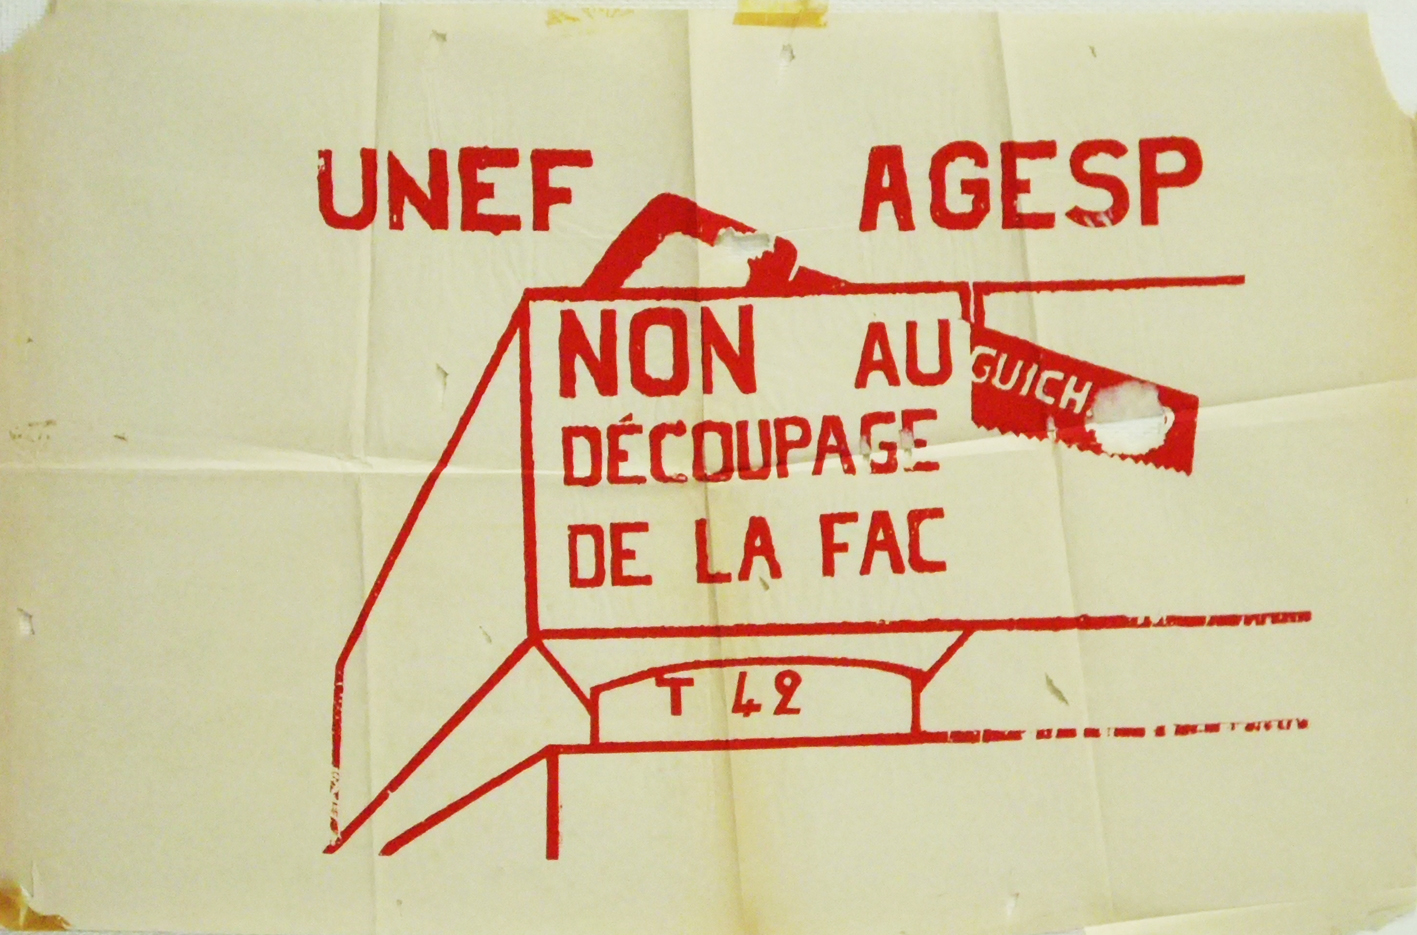 UNEF AGESP
NON AU
DÉCOUPAGE
DE LA FAC
GUICH.
T 42